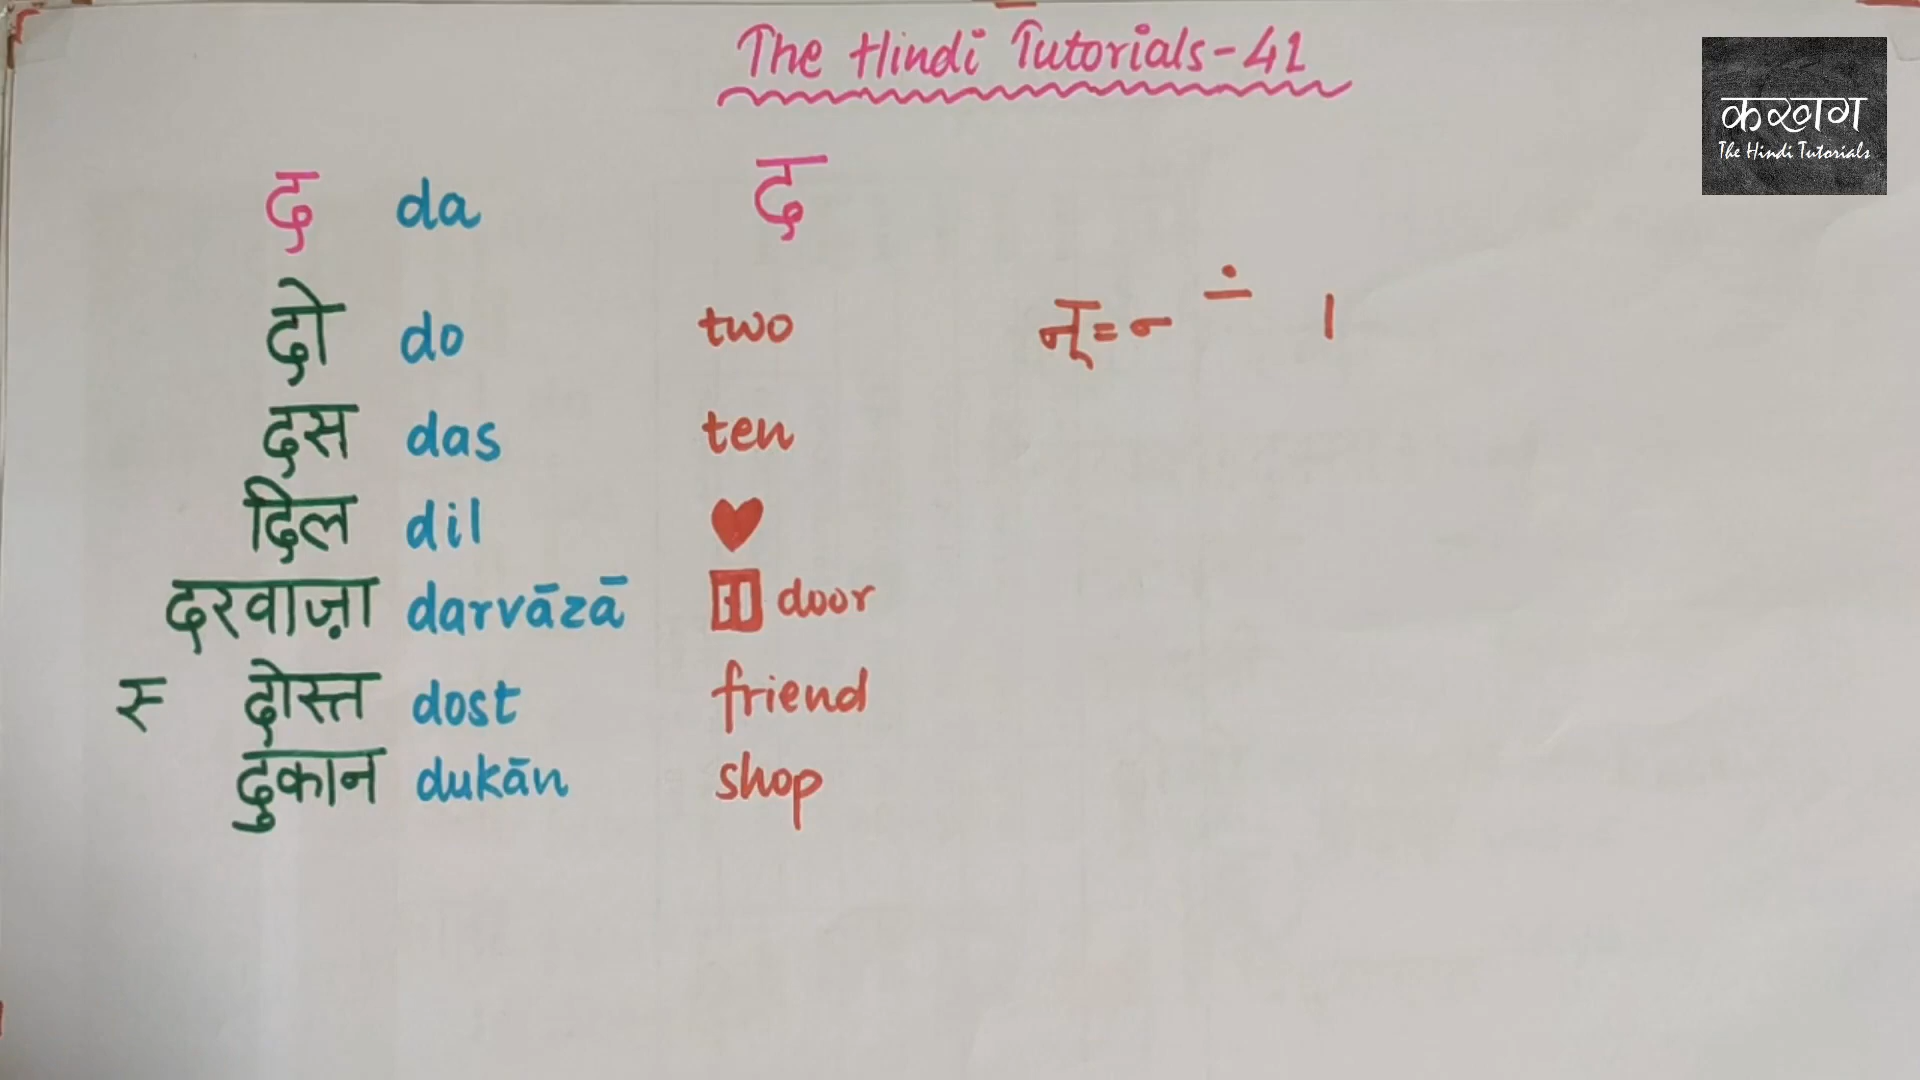 The Hindi Tutorials-41
करवगग
The Hindi Tutorials
द da द
दो do two
न् = न् ं ।
दस das ten
दिल dil
दरवाज़ा darvāzā door
स् दोस्त dost friend
दुकान dukān shop